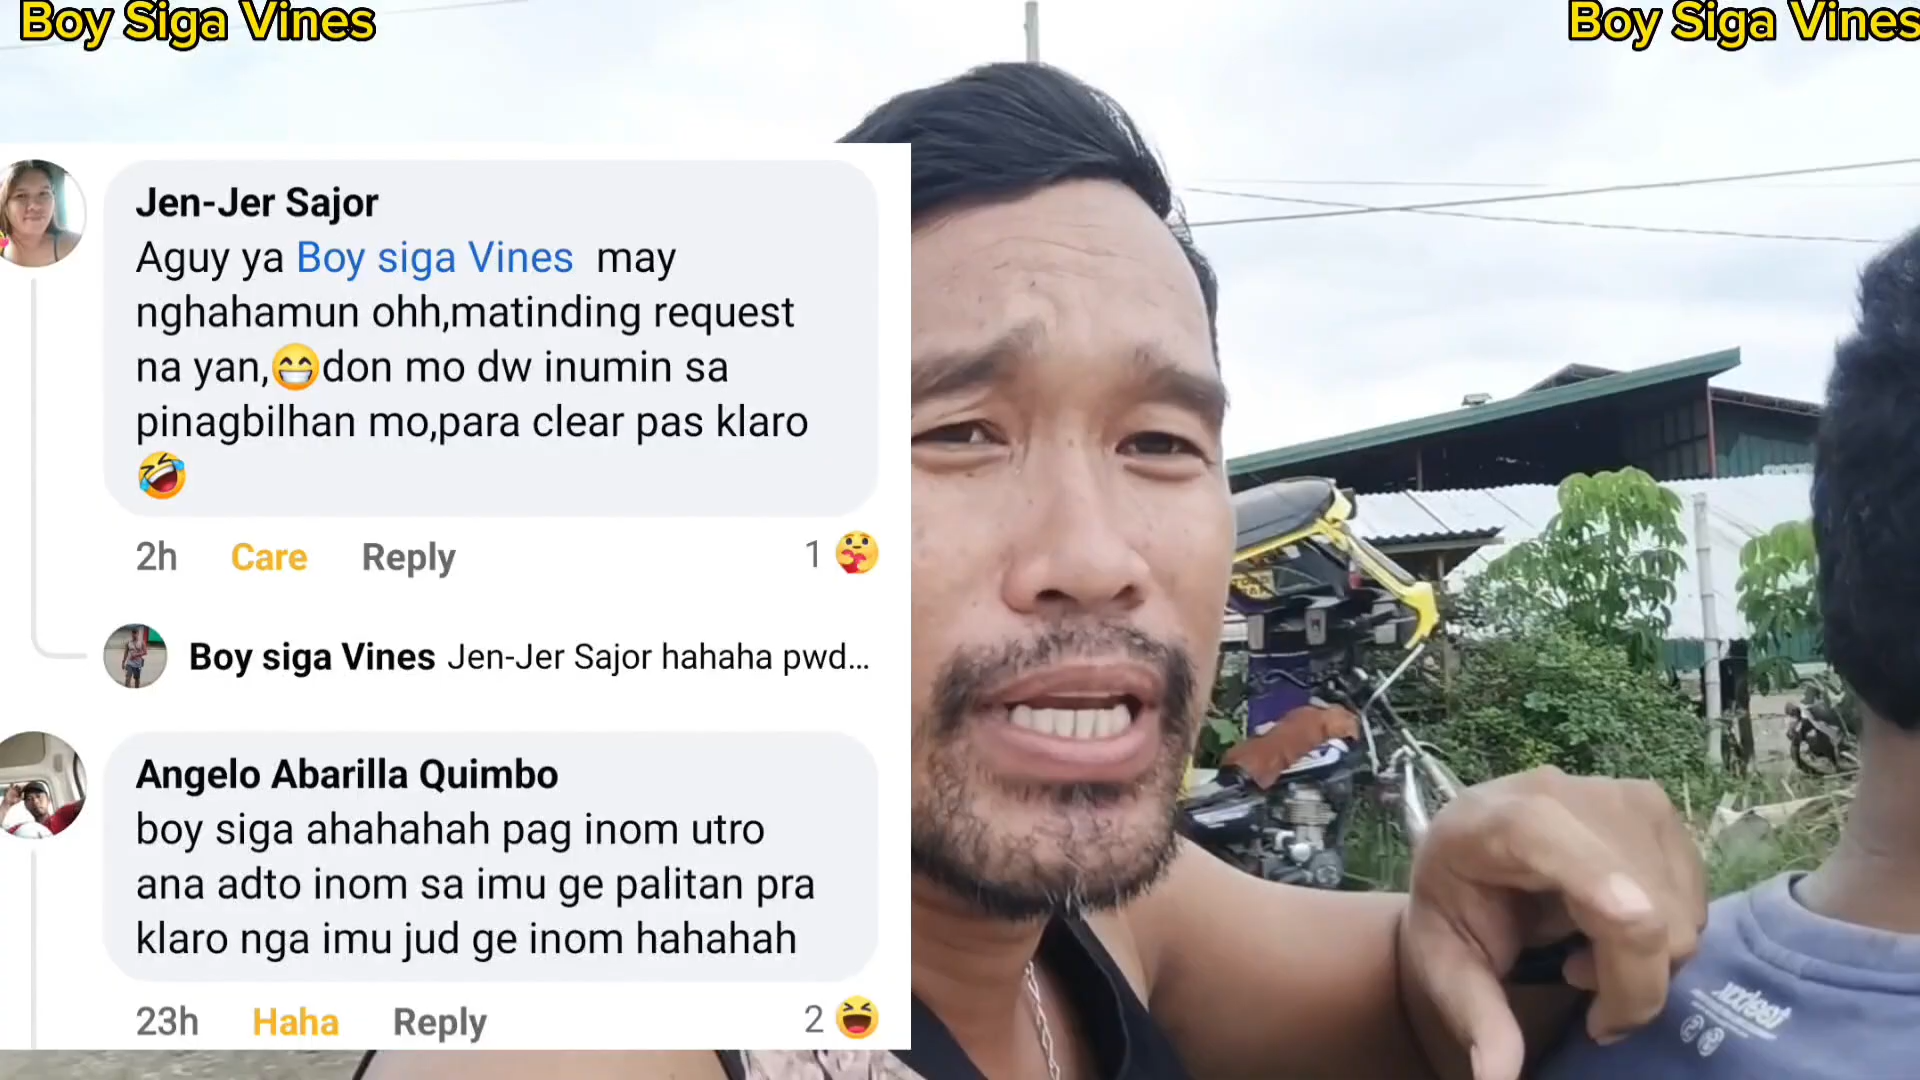 Boy Siga Vines
Boy Siga Vines
Jen-Jer Sajor
Aguy ya Boy siga Vines may
nghahamun ohh,matinding request
na yan,😁don mo dw inumin sa
pinagbilhan mo,para clear pas klaro
🤣
2h Care Reply 1
Boy siga Vines Jen-Jer Sajor hahaha pwd...
Angelo Abarilla Quimbo
boy siga ahahahah pag inom utro
ana adto inom sa imu ge palitan pra
klaro nga imu jud ge inom hahahah
23h Haha Reply 2